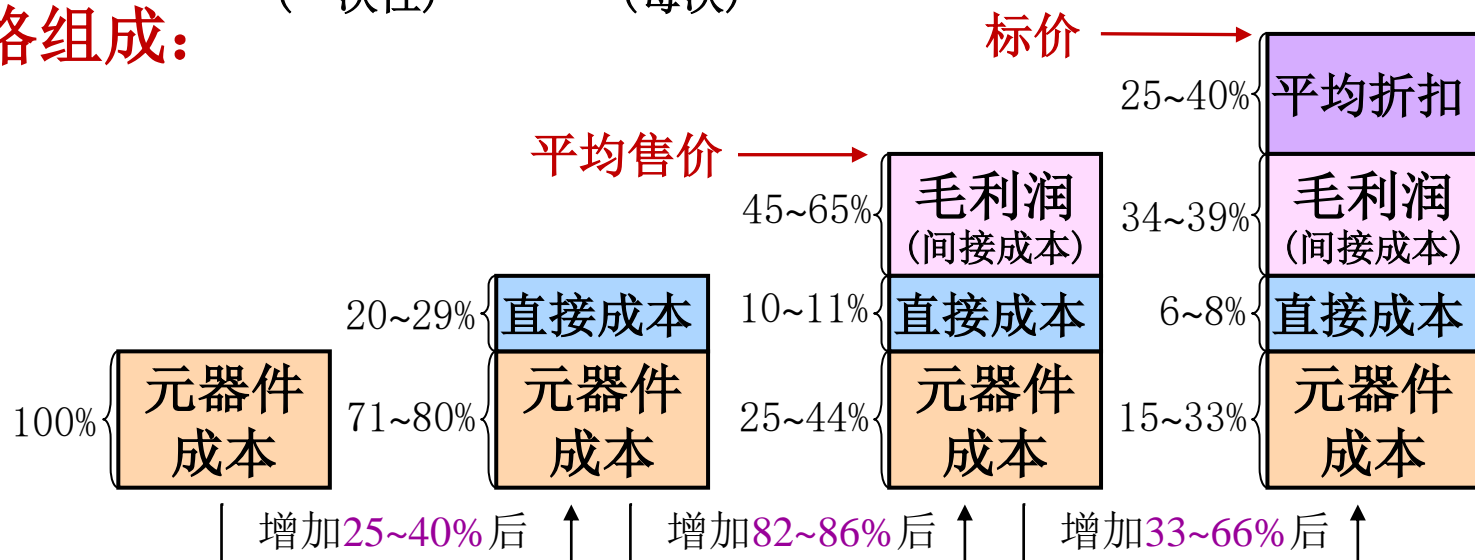 (一次性) (每次)
格组成：
标价
25~40% 平均折扣
平均售价
45~65% 毛利润
(间接成本)
34~39% 毛利润
(间接成本)
20~29% 直接成本
10~11% 直接成本
6~8% 直接成本
100% 元器件
成本
71~80% 元器件
成本
25~44% 元器件
成本
15~33% 元器件
成本
增加25~40%后
增加82~86%后
增加33~66%后